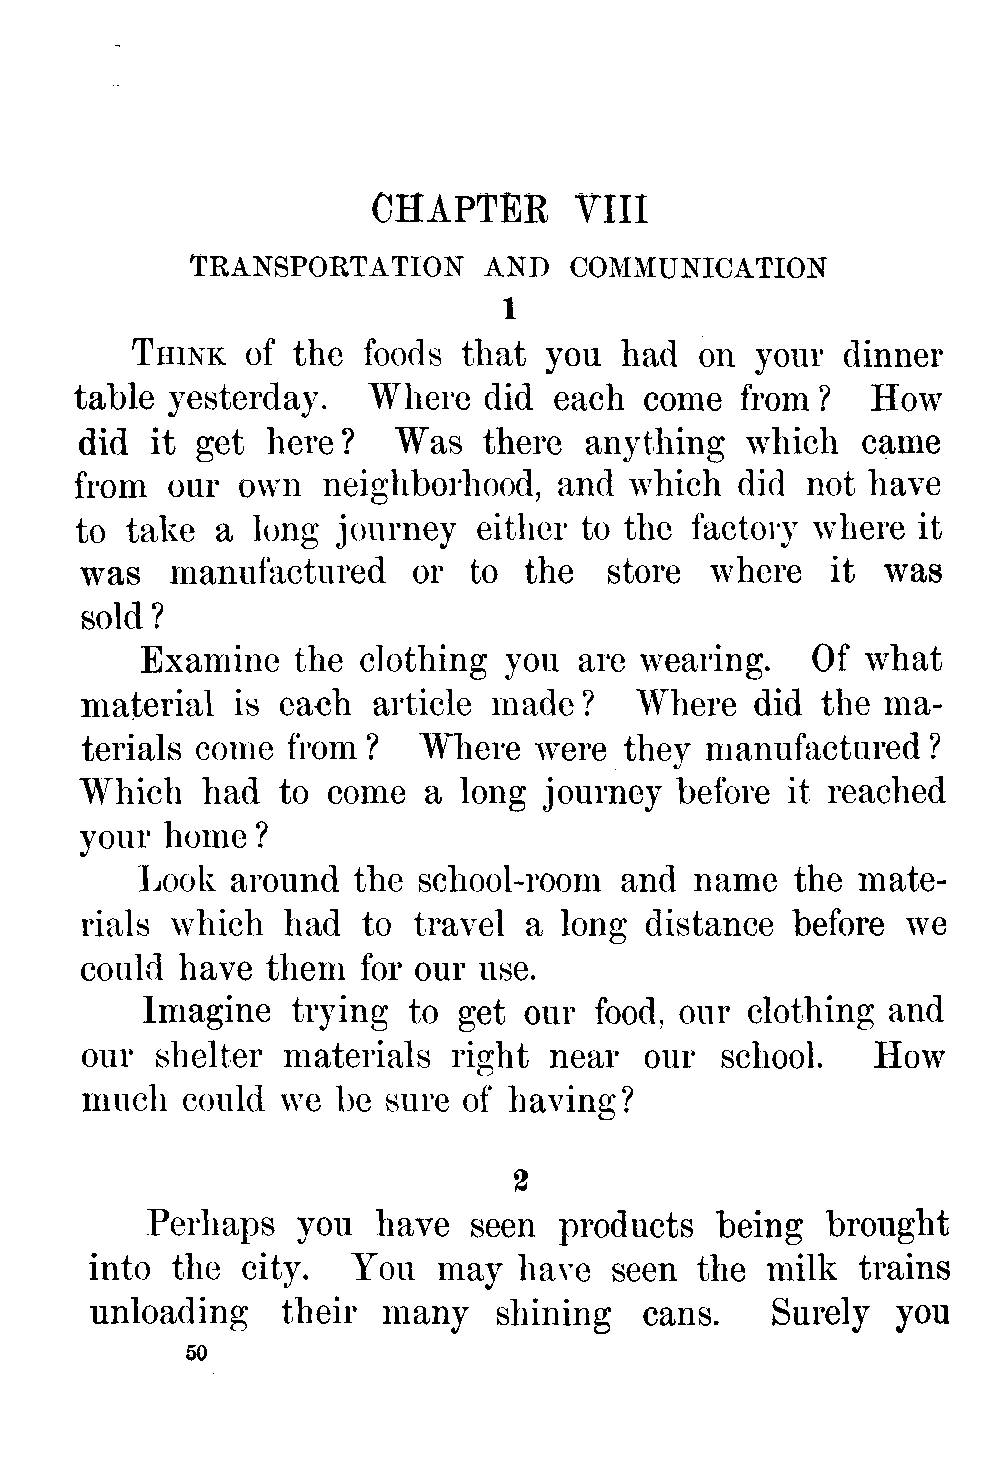 CHAPTER VIII
TRANSPORTATION AND COMMUNICATION
1
THINK of the foods that you had on your dinner
table yesterday. Where did each come from? How
did it get here? Was there anything which came
from our own neighborhood, and which did not have
to take a long journey either to the factory where it
was manufactured or to the store where it was
sold?
Examine the clothing you are wearing. Of what
material is each article made? Where did the ma-
terials come from? Where were they manufactured?
Which had to come a long journey before it reached
your home?
Look around the school-room and name the mate-
rials which had to travel a long distance before we
could have them for our use.
Imagine trying to get our food, our clothing and
our shelter materials right near our school. How
much could we be sure of having?
2
Perhaps you have seen products being brought
into the city. You may have seen the milk trains
unloading their many shining cans. Surely you
50